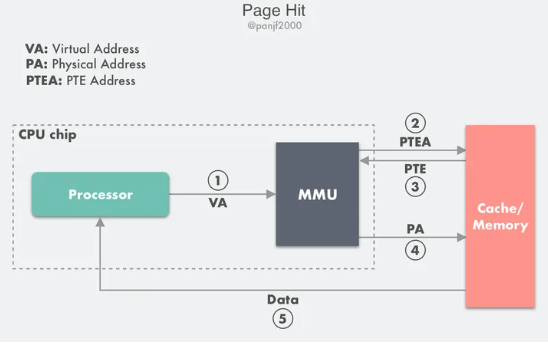 Page Hit
@panjf2000
VA: Virtual Address
PA: Physical Address
PTEA: PTE Address
CPU chip
Processor
1
VA
MMU
2
PTEA
PTE
3
PA
4
Cache/
Memory
Data
5